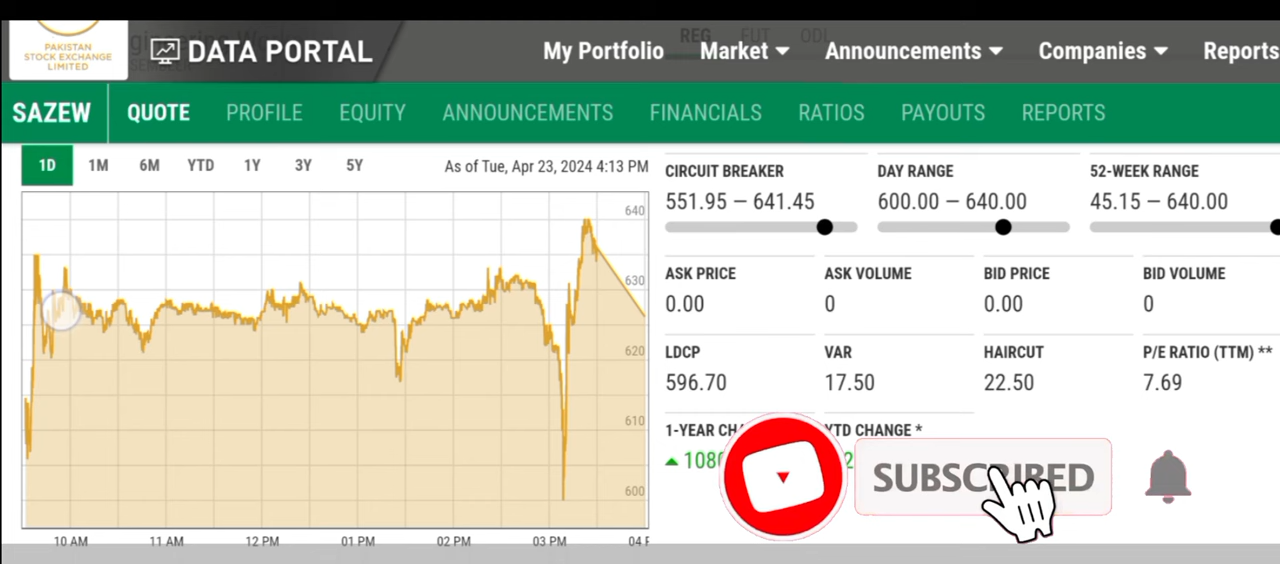 PAKISTAN
STOCK EXCHANGE
LIMITED
DATA PORTAL
My Portfolio
Market
Announcements
Companies
Reports
REG FUT ODL
SAZEW
QUOTE
PROFILE
EQUITY
ANNOUNCEMENTS
FINANCIALS
RATIOS
PAYOUTS
REPORTS
1D 1M 6M YTD 1Y 3Y 5Y
As of Tue, Apr 23, 2024 4:13 PM
640
630
620
610
600
10 AM 11 AM 12 PM 01 PM 02 PM 03 PM 04
CIRCUIT BREAKER
551.95 — 641.45
DAY RANGE
600.00 — 640.00
52-WEEK RANGE
45.15 — 640.00
ASK PRICE
0.00
ASK VOLUME
0
BID PRICE
0.00
BID VOLUME
0
LDCP
596.70
VAR
17.50
HAIRCUT
22.50
P/E RATIO (TTM) **
7.69
1-YEAR
YTD CHANGE *
SUBSCRIBED